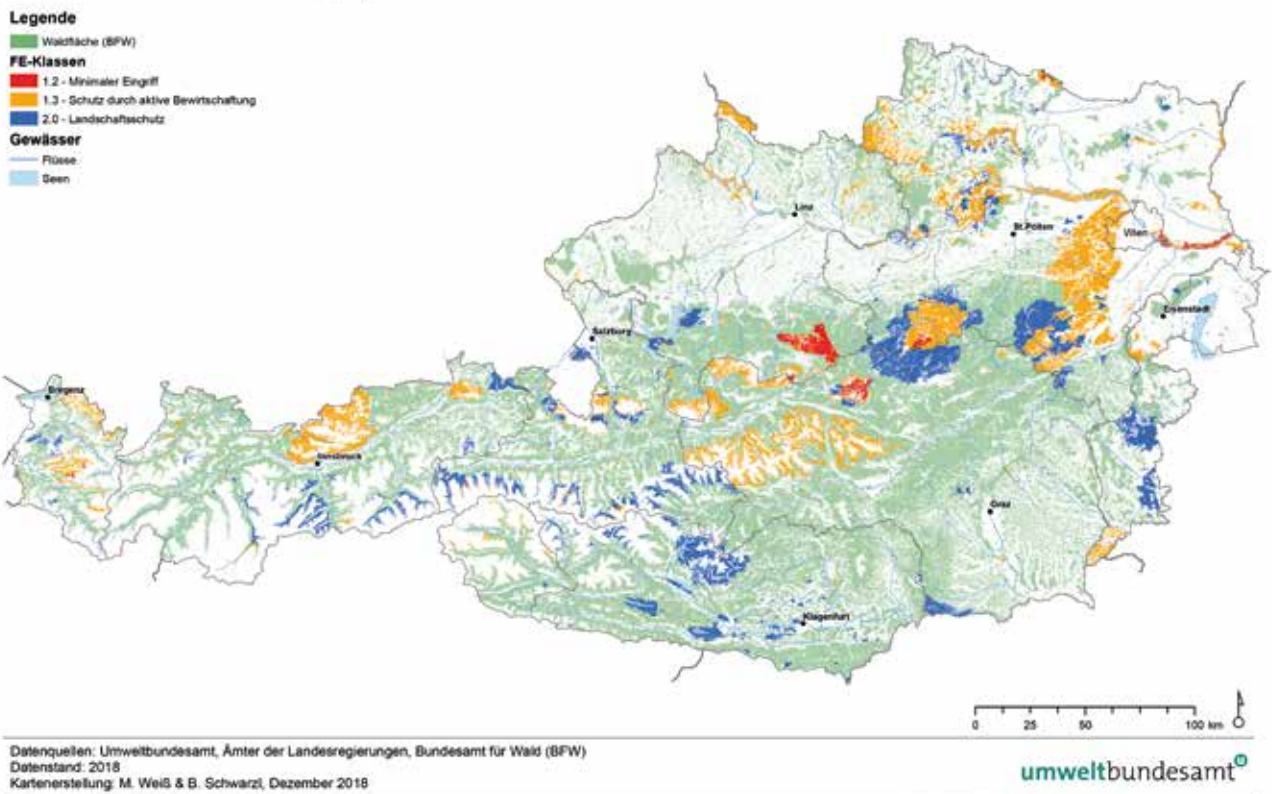 Legende
Waldfläche (BFW)
FE-Klassen
1.2 - Minimaler Eingriff
1.3 - Schutz durch aktive Bewirtschaftung
2.0 - Landschaftsschutz
Gewässer
Flüsse
Seen
Linz
St.Pölten
Wien
Eisenstadt
Salzburg
Bregenz
Innsbruck
Graz
Klagenfurt
0 25 50 100 km
Datenquellen: Umweltbundesamt, Ämter der Landesregierungen, Bundesamt für Wald (BFW)
Datenstand: 2018
Kartenerstellung: M. Weiß & B. Schwarzl, Dezember 2018
umweltbundesamt